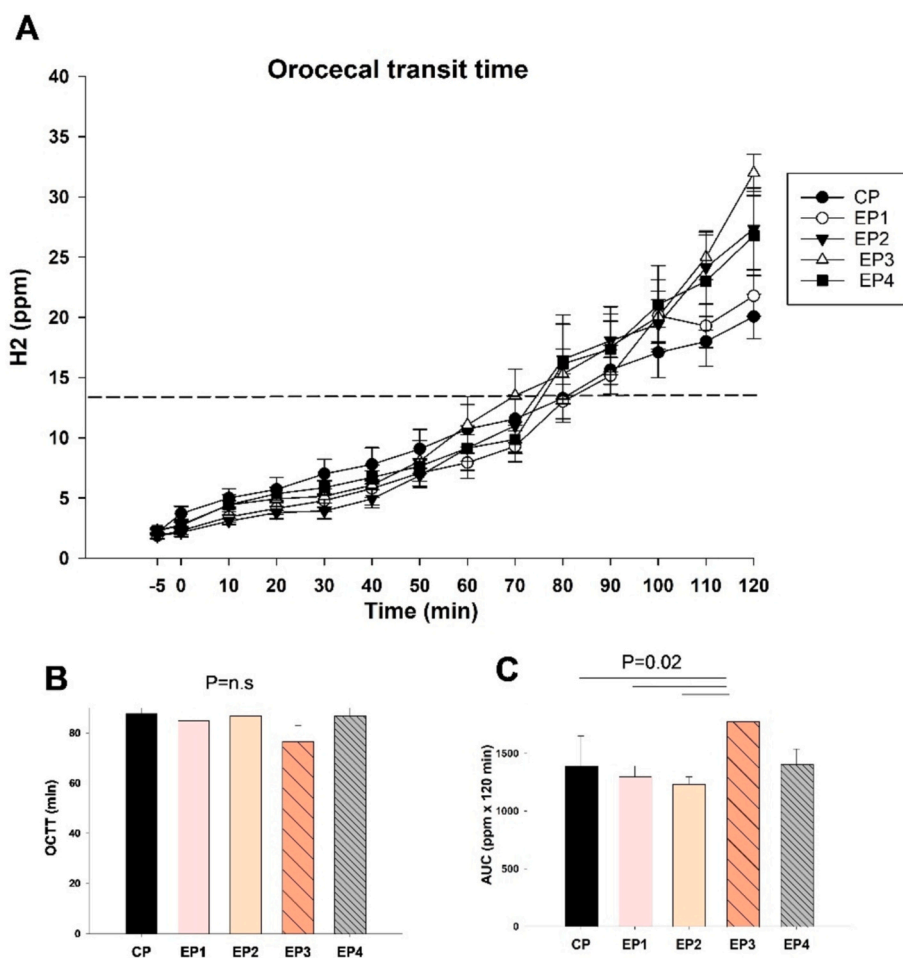 A
Orocecal transit time
40
35
30
25
20
15
10
5
0
H2 (ppm)
-5 0 10 20 30 40 50 60 70 80 90 100 110 120
Time (min)
CP
EP1
EP2
EP3
EP4
B
P=n.s
80
60
40
20
0
OCTT (min)
CP EP1 EP2 EP3 EP4
C
P=0.02
1500
1000
500
0
AUC (ppm x 120 min)
CP EP1 EP2 EP3 EP4